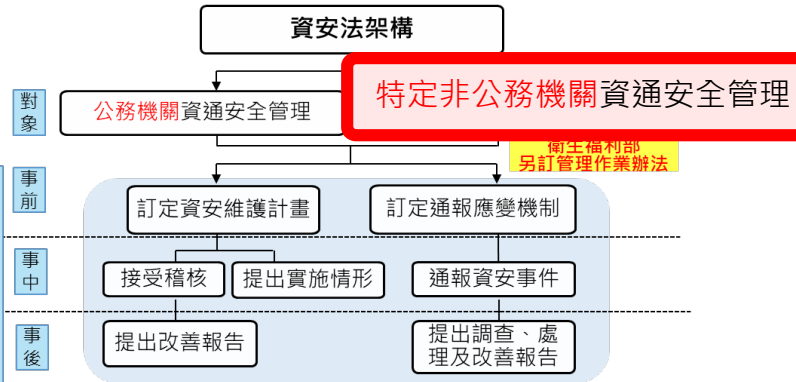 資安法架構
對象
公務機關資通安全管理
特定非公務機關資通安全管理
衛生福利部
另訂管理作業辦法
事前
訂定資安維護計畫
訂定通報應變機制
事中
接受稽核
提出實施情形
通報資安事件
事後
提出改善報告
提出調查、處
理及改善報告